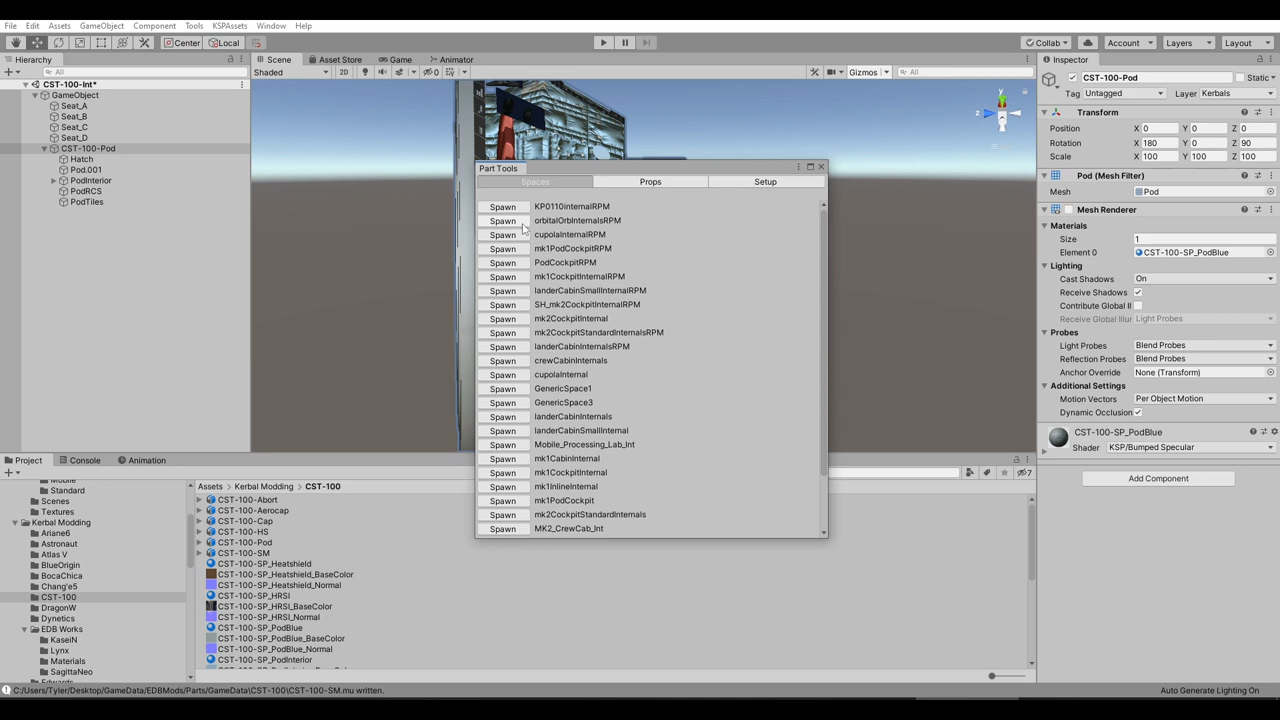 File Edit Assets GameObject Component Tools KSPAssets Window Help
Center Local Collab Account Layers Layout
Hierarchy
All
CST-100-Int*
GameObject
Seat_A
Seat_B
Seat_C
Seat_D
CST-100-Pod
Hatch
Pod.001
PodInterior
PodRCS
PodTiles
Scene Asset Store Game Animator
Shaded 2D 0 Gizmos All
y
z
Part Tools
Spaces Props Setup
Spawn KP0110internalRPM
Spawn orbitalOrbInternalsRPM
Spawn cupolaInternalRPM
Spawn mk1PodCockpitRPM
Spawn PodCockpitRPM
Spawn mk1CockpitInternalRPM
Spawn landerCabinSmallInternalRPM
Spawn SH_mk2CockpitInternalRPM
Spawn mk2CockpitInternal
Spawn mk2CockpitStandardInternalsRPM
Spawn landerCabinInternalsRPM
Spawn crewCabinInternals
Spawn cupolaInternal
Spawn GenericSpace1
Spawn GenericSpace3
Spawn landerCabinInternals
Spawn landerCabinSmallInternal
Spawn Mobile_Processing_Lab_Int
Spawn mk1CabinInternal
Spawn mk1CockpitInternal
Spawn mk1InlineInternal
Spawn mk1PodCockpit
Spawn mk2CockpitStandardInternals
Spawn MK2_CrewCab_Int
Inspector
CST-100-Pod Static
Tag Untagged Layer Kerbals
Transform
Position X 0 Y 0 Z 0
Rotation X 180 Y 0 Z 90
Scale X 100 Y 100 Z 100
Pod (Mesh Filter)
Mesh Pod
Mesh Renderer
Materials
Size 1
Element 0 CST-100-SP_PodBlue
Lighting
Cast Shadows On
Receive Shadows
Contribute Global Il
Receive Global Illur Light Probes
Probes
Light Probes Blend Probes
Reflection Probes Blend Probes
Anchor Override None (Transform)
Additional Settings
Motion Vectors Per Object Motion
Dynamic Occlusion
CST-100-SP_PodBlue
Shader KSP/Bumped Specular
Add Component
Project Console Animation
7
Mobile
Standard
Scenes
Textures
Kerbal Modding
Ariane6
Astronaut
Atlas V
BlueOrigin
BocaChica
Chang'e5
CST-100
DragonW
Dynetics
EDB Works
KaseiN
Lynx
Materials
SagittaNeo
Edwards
Assets Kerbal Modding CST-100
CST-100-Abort
CST-100-Aerocap
CST-100-Cap
CST-100-HS
CST-100-Pod
CST-100-SM
CST-100-SP_Heatshield
CST-100-SP_Heatshield_BaseColor
CST-100-SP_Heatshield_Normal
CST-100-SP_HRSI
CST-100-SP_HRSI_BaseColor
CST-100-SP_HRSI_Normal
CST-100-SP_PodBlue
CST-100-SP_PodBlue_BaseColor
CST-100-SP_PodBlue_Normal
CST-100-SP_PodInterior
C:/Users/Tyler/Desktop/GameData/EDBMods/Parts/GameData\CST-100\CST-100-SM.mu written.
Auto Generate Lighting On